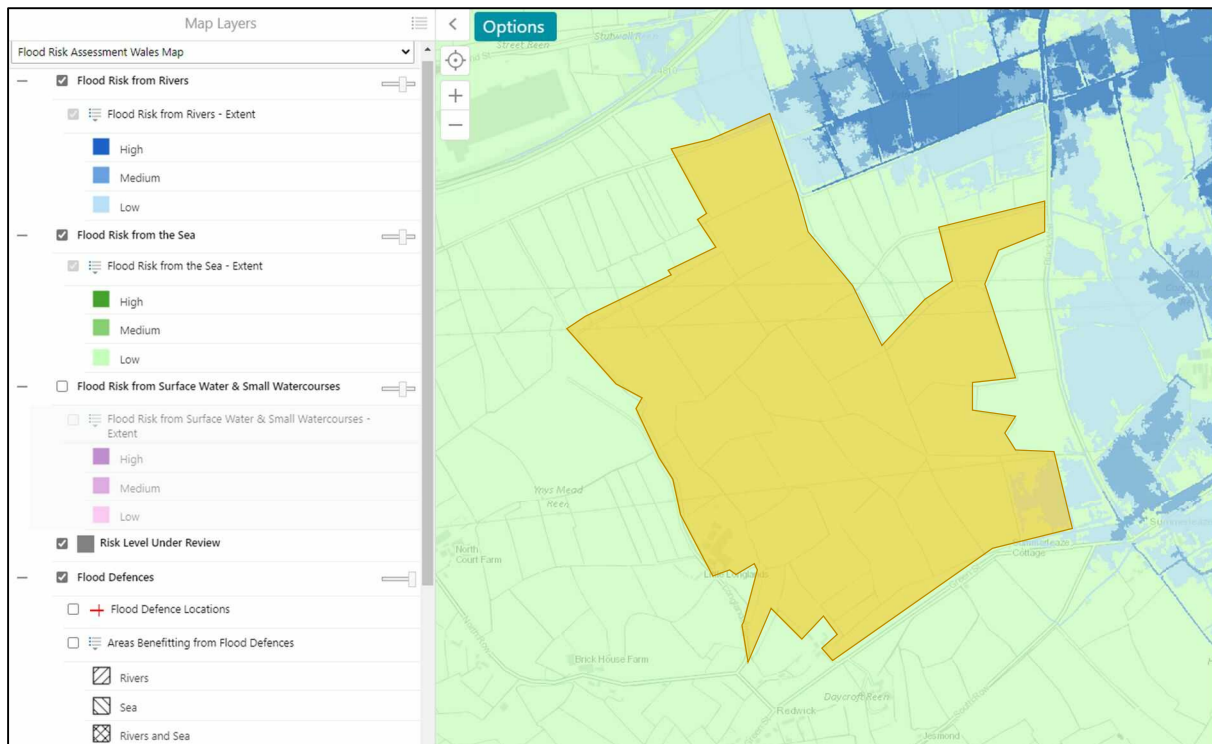 Map Layers
Options
Flood Risk Assessment Wales Map
Flood Risk from Rivers
Flood Risk from Rivers - Extent
High
Medium
Low
Flood Risk from the Sea
Flood Risk from the Sea - Extent
High
Medium
Low
Flood Risk from Surface Water & Small Watercourses
Flood Risk from Surface Water & Small Watercourses -
Extent
High
Medium
Low
Risk Level Under Review
Flood Defences
Flood Defence Locations
Areas Benefitting from Flood Defences
Rivers
Sea
Rivers and Sea
Street Reen
Ynys Mead
Reen
North
Court Farm
Longlands
Cottage
Brick House Farm
Daycroft Reen
Redwick